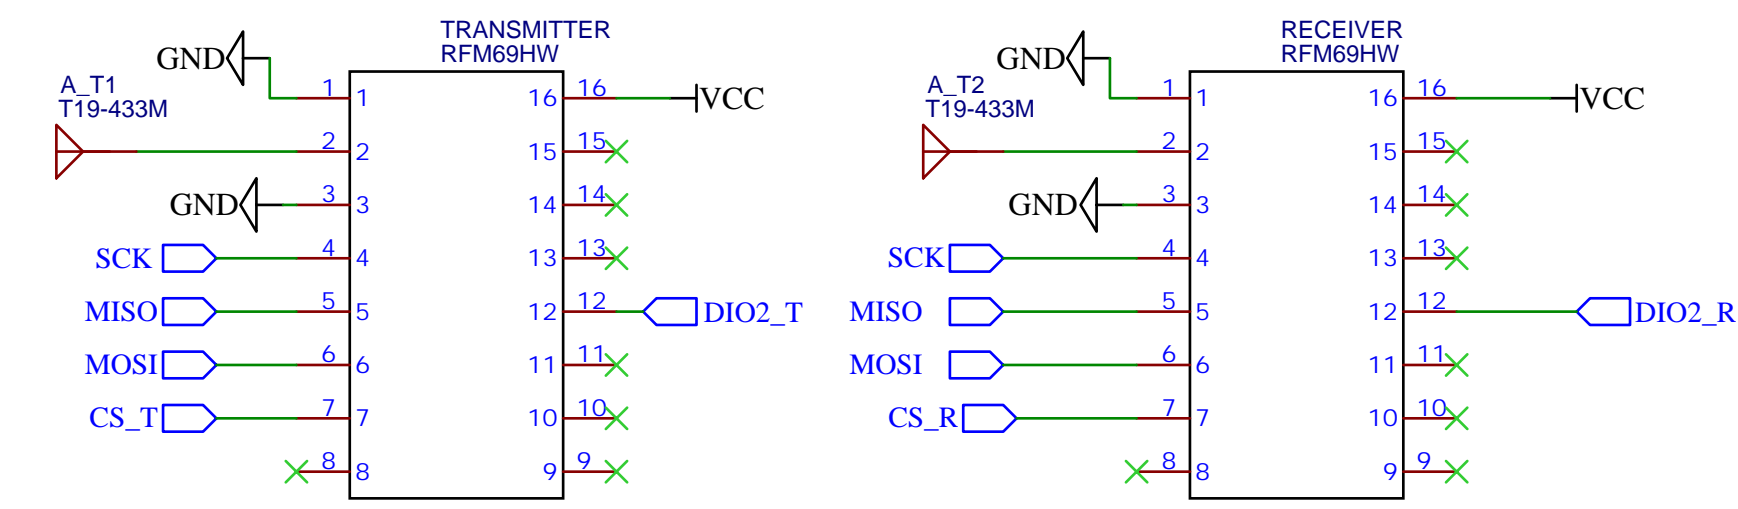 TRANSMITTER
RFM69HW
GND
A_T1
T19-433M
1 1
16 16
VCC
2 2
15 15
GND
3 3
14 14
SCK
4 4
13 13
MISO
5 5
12 12
DIO2_T
MOSI
6 6
11 11
CS_T
7 7
10 10
8 8
9 9
RECEIVER
RFM69HW
GND
A_T2
T19-433M
1 1
16 16
VCC
2 2
15 15
GND
3 3
14 14
SCK
4 4
13 13
MISO
5 5
12 12
DIO2_R
MOSI
6 6
11 11
CS_R
7 7
10 10
8 8
9 9